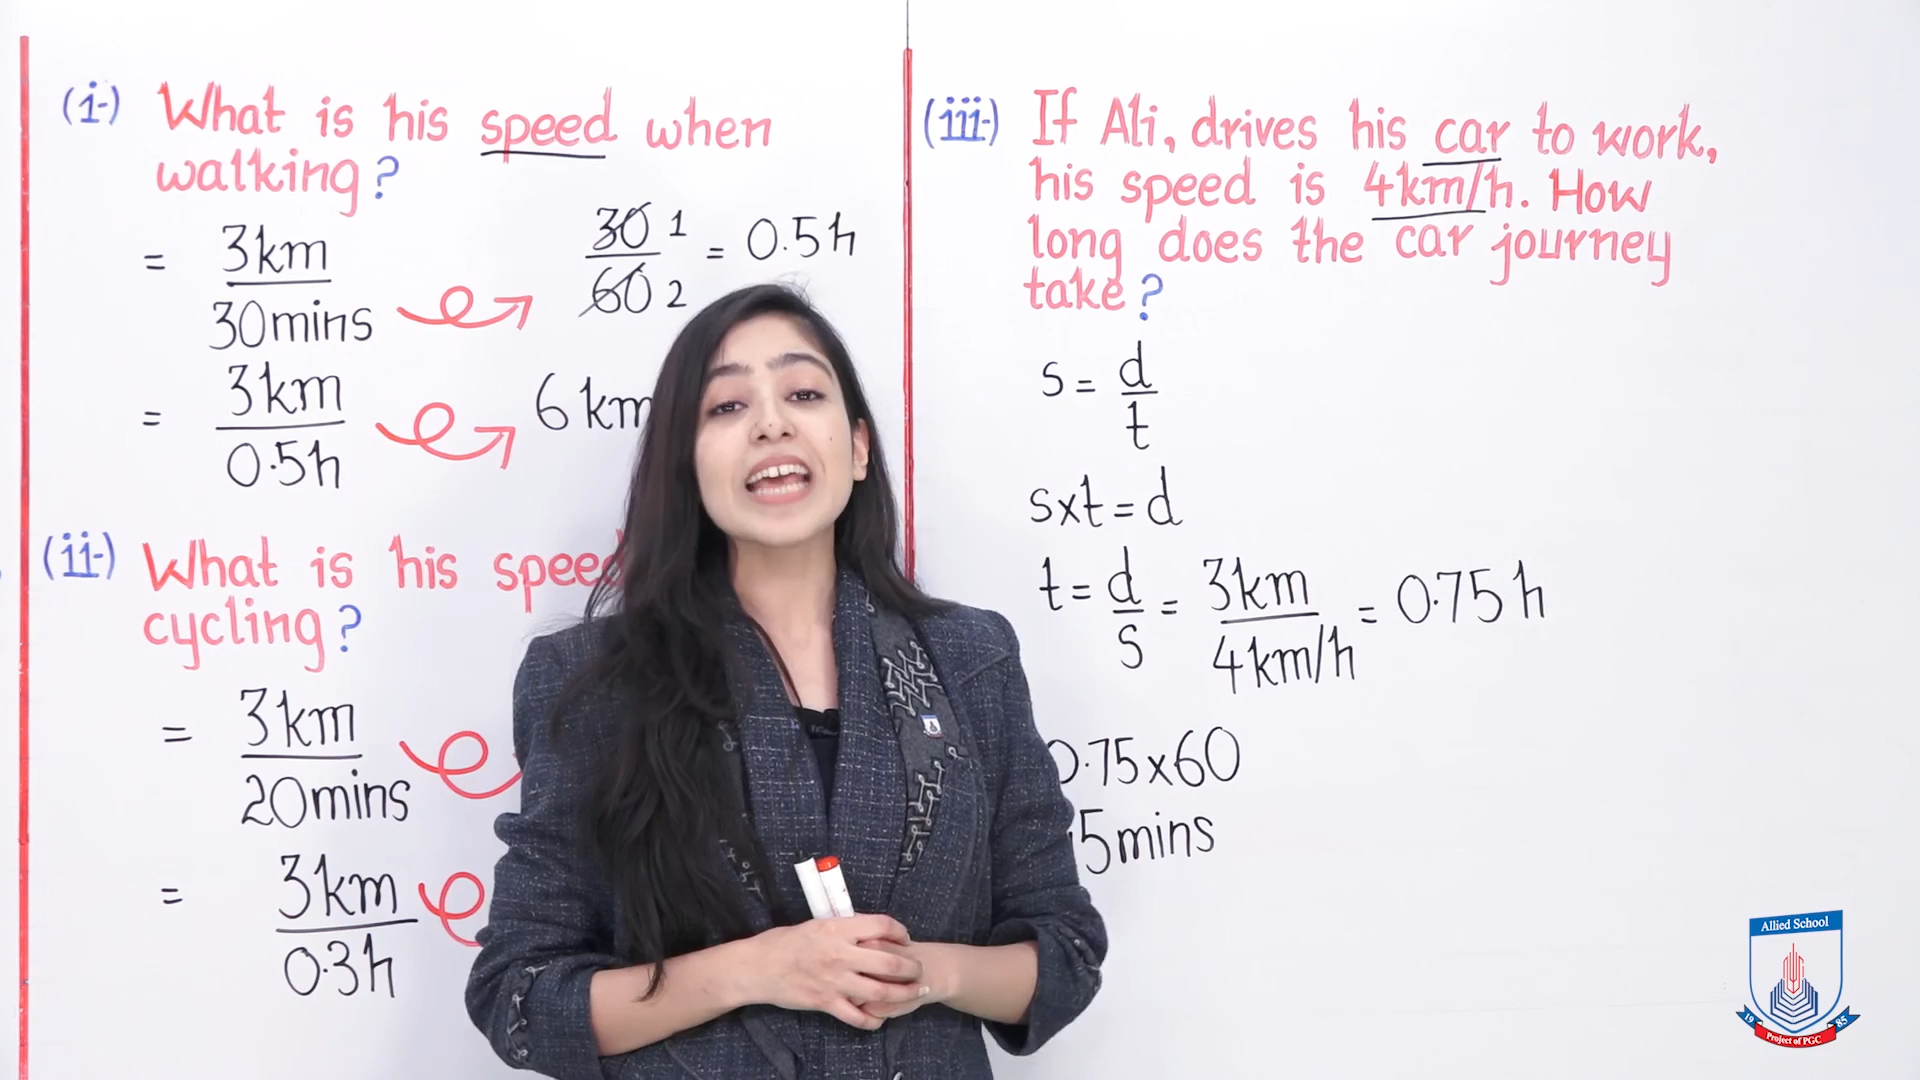 (i-) What is his speed when
walking?
= 3km
30mins
30 1
60 2
= 0.5h
= 3km
0.5h
6 km
(ii-) What is his speed
cycling?
= 3km
20mins
= 3km
0.3h
(iii-) If Ali, drives his car to work,
his speed is 4km/h. How
long does the car journey
take?
s = d
t
sxt = d
t = d
s
= 3km
4km/h
= 0.75 h
0.75x60
5mins
Allied School
19 85
Project of PGC